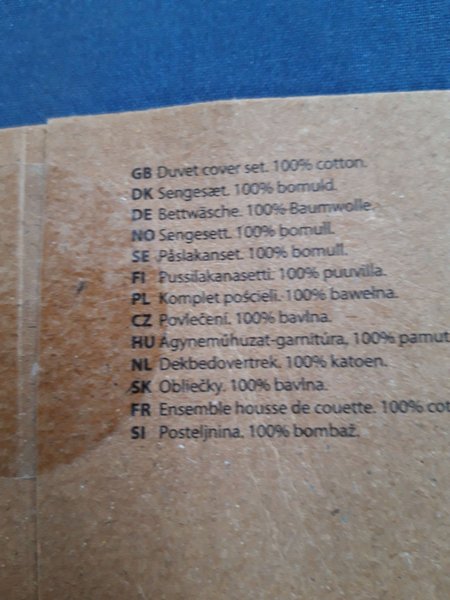 GB Duvet cover set. 100% cotton.
DK Sengesæt. 100% bomuld.
DE Bettwäsche. 100% Baumwolle
NO Sengesett. 100% bomull.
SE Påslakanset. 100% bomull.
FI Pussilakanasetti. 100% puuvilla.
PL Komplet pościeli. 100% bawełna.
CZ Povlečení. 100% bavlna.
HU Ágyneműhuzat-garnitúra, 100% pamut
NL Dekbedovertrek. 100% katoen.
SK Obliečky. 100% bavlna.
FR Ensemble housse de couette. 100% cot
SI Posteljnina. 100% bombaž.